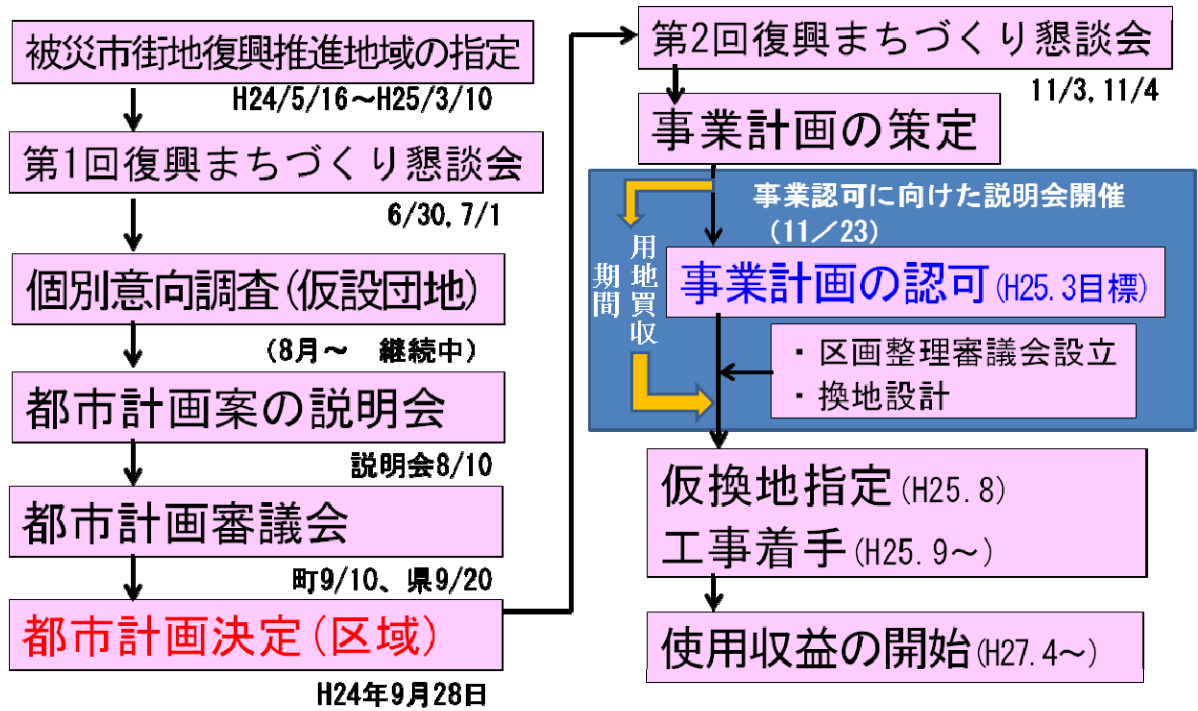 被災市街地復興推進地域の指定
H24/5/16～H25/3/10
第1回復興まちづくり懇談会
6/30,7/1
個別意向調査(仮設団地)
(8月～　継続中)
都市計画案の説明会
説明会8/10
都市計画審議会
町9/10、県9/20
都市計画決定(区域)
H24年9月28日
第2回復興まちづくり懇談会
11/3,11/4
事業計画の策定
事業認可に向けた説明会開催
(11／23)
用地買収
期間
事業計画の認可(H25.3目標)
・区画整理審議会設立
・換地設計
仮換地指定(H25.8)
工事着手(H25.9～)
使用収益の開始(H27.4～)